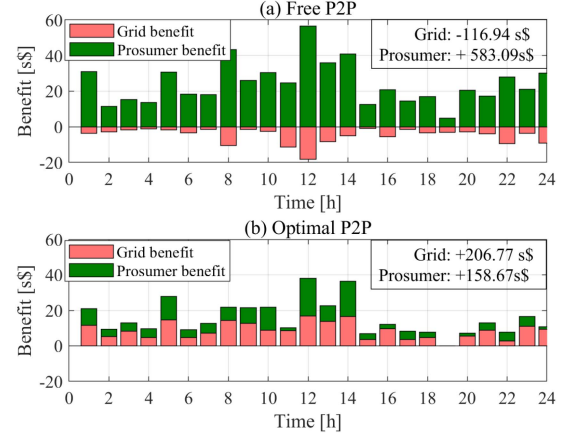 (a) Free P2P
Grid benefit
Prosumer benefit
Grid: -116.94 s$
Prosumer: + 583.09s$
Benefit [s$]
60
40
20
0
-20
0 2 4 6 8 10 12 14 16 18 20 22 24
Time [h]
(b) Optimal P2P
Grid benefit
Prosumer benefit
Grid: +206.77 s$
Prosumer: +158.67s$
Benefit [s$]
60
40
20
0
-20
0 2 4 6 8 10 12 14 16 18 20 22 24
Time [h]